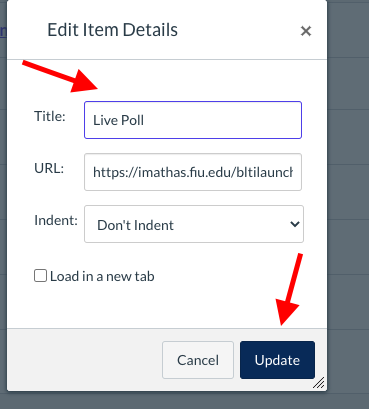 Edit Item Details ×
Title: Live Poll
URL: https://imathas.fiu.edu/bltilaunch
Indent: Don't Indent
Load in a new tab
Cancel Update